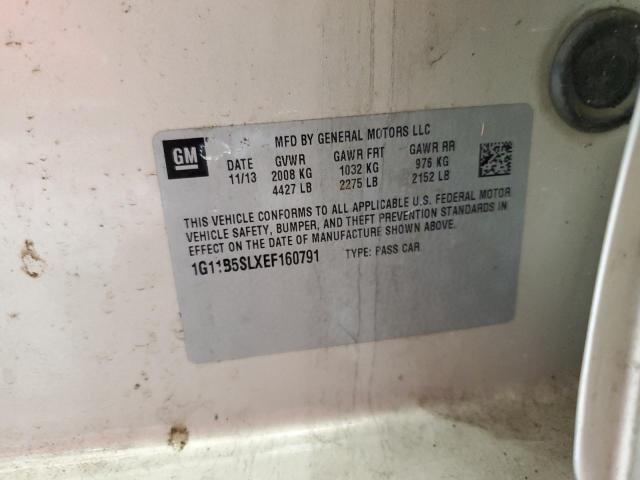 GM
MFD BY GENERAL MOTORS LLC
DATE GVWR GAWR FRT GAWR RR
11/13 2008 KG 1032 KG 976 KG
4427 LB 2275 LB 2152 LB
THIS VEHICLE CONFORMS TO ALL APPLICABLE U.S. FEDERAL MOTOR
VEHICLE SAFETY, BUMPER, AND THEFT PREVENTION STANDARDS IN
EFFECT ON THE DATE OF MANUFACTURE SHOWN ABOVE.
1G11B5SLXEF160791 TYPE: PASS CAR